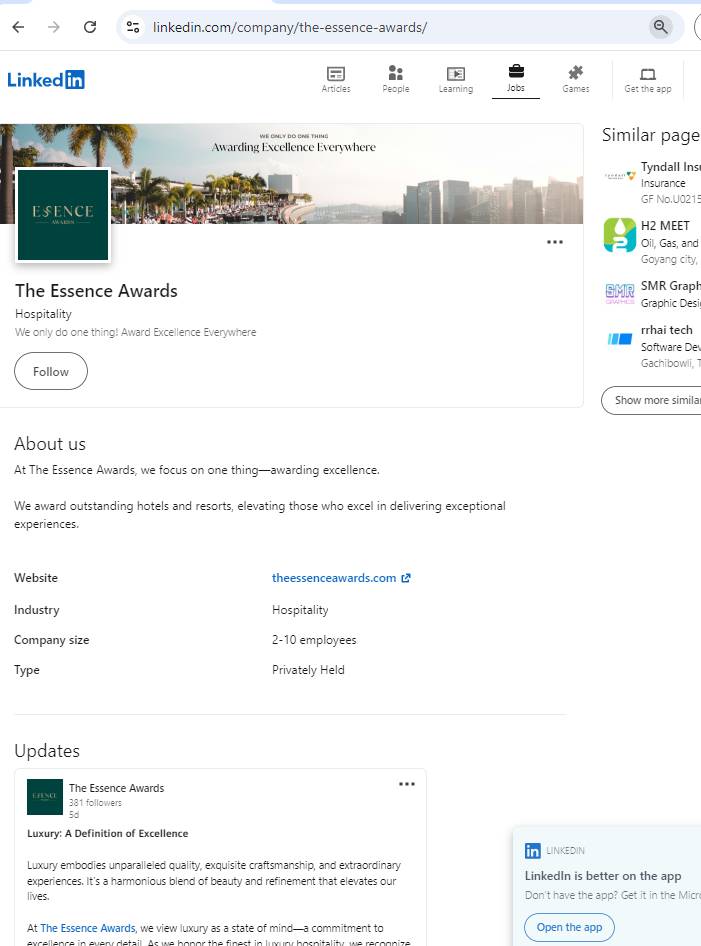 linkedin.com/company/the-essence-awards/
LinkedIn
Articles
People
Learning
Jobs
Games
Get the app
WE ONLY DO ONE THING
Awarding Excellence Everywhere
ESSENCE
AWARDS
The Essence Awards
Hospitality
We only do one thing! Award Excellence Everywhere
Follow
About us
At The Essence Awards, we focus on one thing—awarding excellence.
We award outstanding hotels and resorts, elevating those who excel in delivering exceptional
experiences.
Website theessenceawards.com
Industry Hospitality
Company size 2-10 employees
Type Privately Held
Updates
ESSENCE
The Essence Awards
381 followers
5d
Luxury: A Definition of Excellence
Luxury embodies unparalleled quality, exquisite craftsmanship, and extraordinary
experiences. It's a harmonious blend of beauty and refinement that elevates our
lives.
At The Essence Awards, we view luxury as a state of mind—a commitment to
excellence in every detail. As we honor the finest in luxury hospitality, we recognize
Similar page
Tyndall Insu
Insurance
GF No.U0215
H2 MEET
Oil, Gas, and
Goyang city,
SMR GRAPHICS
SMR Graph
Graphic Desi
rrhai tech
Software Dev
Gachibowli, T
Show more simila
LINKEDIN
LinkedIn is better on the app
Don't have the app? Get it in the Micr
Open the app